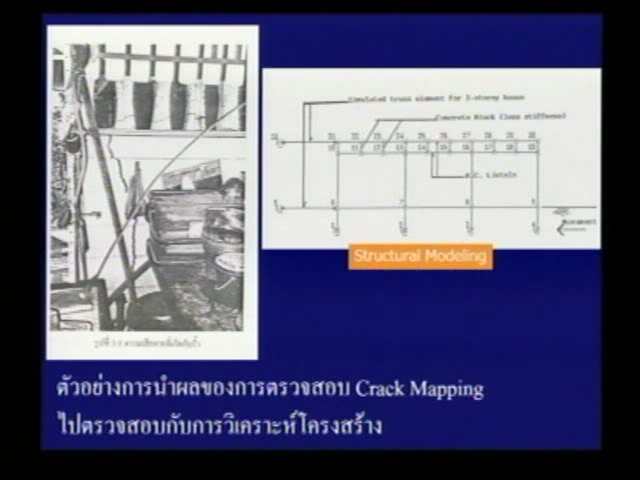 Simulated truss element for 2-storey house
Concrete Block (less stiffness)
R.C. Lintels
Movement
Structural Modeling
ตัวอย่างการนำผลของการตรวจสอบ Crack Mapping
ไปตรวจสอบกับการวิเคราะห์โครงสร้าง